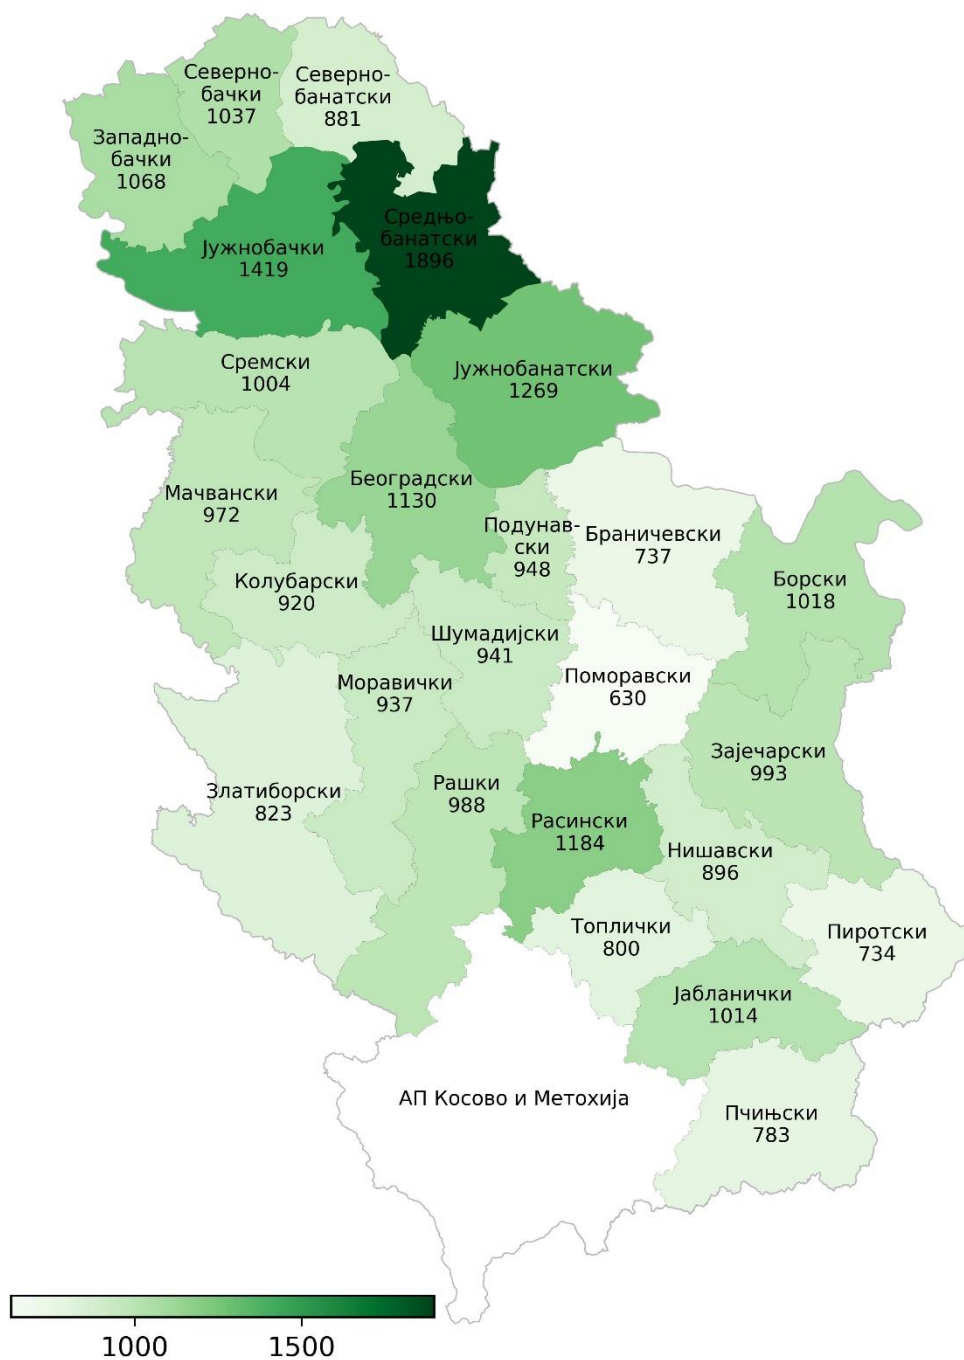 Северно-
бачки
1037
Северно-
банатски
881
Западно-
бачки
1068
Средњо-
банатски
1896
Јужнобачки
1419
Сремски
1004
Јужнобанатски
1269
Београдски
1130
Мачвански
972
Подунав-
ски
948
Браничевски
737
Колубарски
920
Борски
1018
Шумадијски
941
Моравички
937
Поморавски
630
Зајечарски
993
Златиборски
823
Рашки
988
Расински
1184
Нишавски
896
Топлички
800
Пиротски
734
Јабланички
1014
АП Косово и Метохија
Пчињски
783
1000
1500